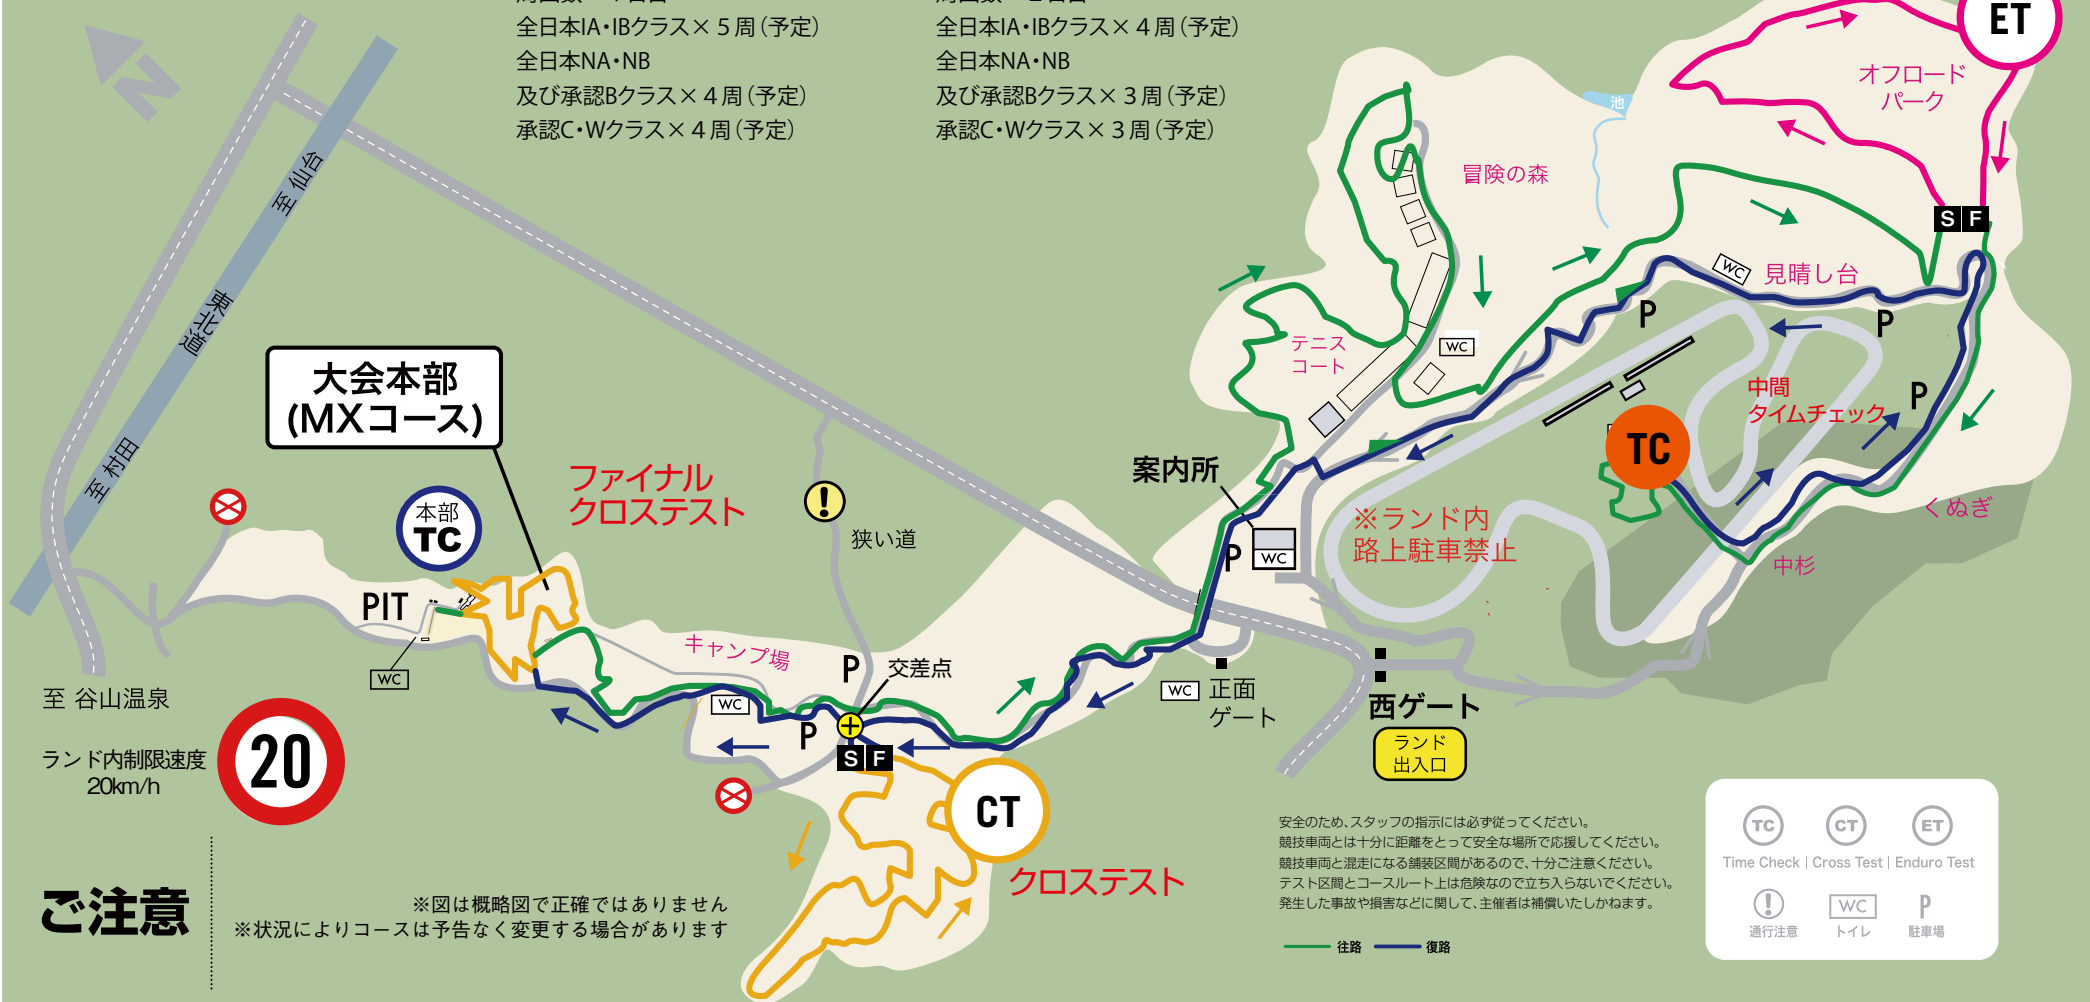 全日本IA・IBクラス×５周（予定）
全日本NA・NB
及び承認Bクラス×４周（予定）
承認C・Wクラス×４周（予定）
全日本IA・IBクラス×４周（予定）
全日本NA・NB
及び承認Bクラス×３周（予定）
承認C・Wクラス×３周（予定）
N
ET
オフロード
パーク
池
冒険の森
S F
至 仙台
東北道
至 村田
WC
見晴し台
P
P
テニス
コート
WC
中間
タイムチェック
P
TC
大会本部
(MXコース)
ファイナル
クロステスト
案内所
くぬぎ
本部
TC
!
狭い道
※ランド内
路上駐車禁止
P
WC
中杉
PIT
WC
キャンプ場
P
交差点
至 谷山温泉
WC
P
S F
WC
正面
ゲート
西ゲート
ランド
出入口
ランド内制限速度
20km/h
20
CT
クロステスト
安全のため、スタッフの指示には必ず従ってください。
競技車両とは十分に距離をとって安全な場所で応援してください。
競技車両と混走になる舗装区間があるので、十分ご注意ください。
テスト区間とコースルート上は危険なので立ち入らないでください。
発生した事故や損害などに関して、主催者は補償いたしかねます。
往路 復路
ご注意
※図は概略図で正確ではありません
※状況によりコースは予告なく変更する場合があります
TC CT ET
Time Check | Cross Test | Enduro Test
! WC P
通行注意 トイレ 駐車場